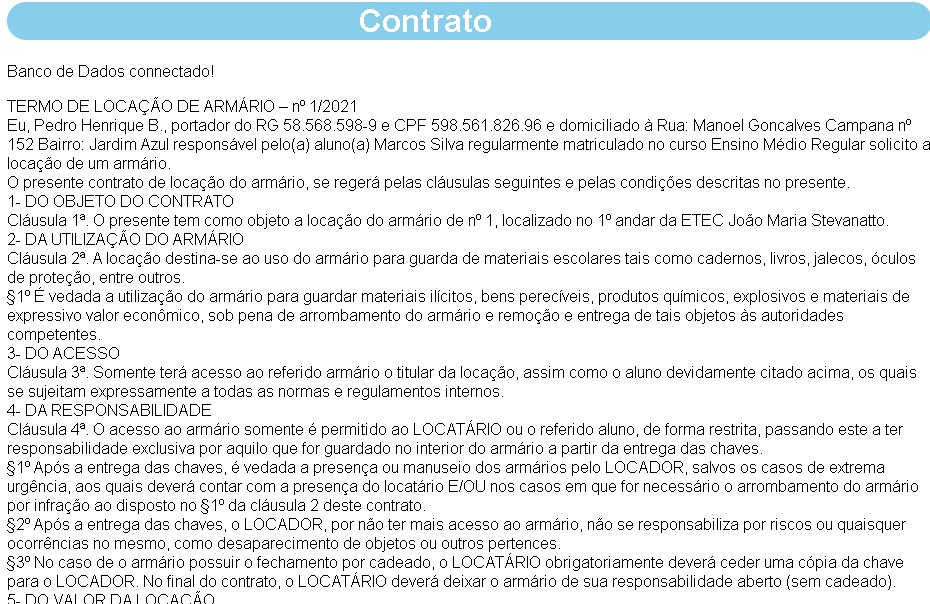 Contrato
Banco de Dados connectado!
TERMO DE LOCAÇÃO DE ARMÁRIO – nº 1/2021
Eu, Pedro Henrique B., portador do RG 58.568.598-9 e CPF 598.561.826.96 e domiciliado à Rua: Manoel Goncalves Campana nº
152 Bairro: Jardim Azul responsável pelo(a) aluno(a) Marcos Silva regularmente matriculado no curso Ensino Médio Regular solicito a
locação de um armário.
O presente contrato de locação do armário, se regerá pelas cláusulas seguintes e pelas condições descritas no presente.
1- DO OBJETO DO CONTRATO
Cláusula 1ª. O presente tem como objeto a locação do armário de nº 1, localizado no 1º andar da ETEC João Maria Stevanatto.
2- DA UTILIZAÇÃO DO ARMÁRIO
Cláusula 2ª. A locação destina-se ao uso do armário para guarda de materiais escolares tais como cadernos, livros, jalecos, óculos
de proteção, entre outros.
§1º É vedada a utilização do armário para guardar materiais ilícitos, bens perecíveis, produtos químicos, explosivos e materiais de
expressivo valor econômico, sob pena de arrombamento do armário e remoção e entrega de tais objetos às autoridades
competentes.
3- DO ACESSO
Cláusula 3ª. Somente terá acesso ao referido armário o titular da locação, assim como o aluno devidamente citado acima, os quais
se sujeitam expressamente a todas as normas e regulamentos internos.
4- DA RESPONSABILIDADE
Cláusula 4ª. O acesso ao armário somente é permitido ao LOCATÁRIO ou o referido aluno, de forma restrita, passando este a ter
responsabilidade exclusiva por aquilo que for guardado no interior do armário a partir da entrega das chaves.
§1º Após a entrega das chaves, é vedada a presença ou manuseio dos armários pelo LOCADOR, salvos os casos de extrema
urgência, aos quais deverá contar com a presença do locatário E/OU nos casos em que for necessário o arrombamento do armário
por infração ao disposto no §1º da cláusula 2 deste contrato.
§2º Após a entrega das chaves, o LOCADOR, por não ter mais acesso ao armário, não se responsabiliza por riscos ou quaisquer
ocorrências no mesmo, como desaparecimento de objetos ou outros pertences.
§3º No caso de o armário possuir o fechamento por cadeado, o LOCATÁRIO obrigatoriamente deverá ceder uma cópia da chave
para o LOCADOR. No final do contrato, o LOCATÁRIO deverá deixar o armário de sua responsabilidade aberto (sem cadeado).
5- DO VALOR DA LOCAÇÃO